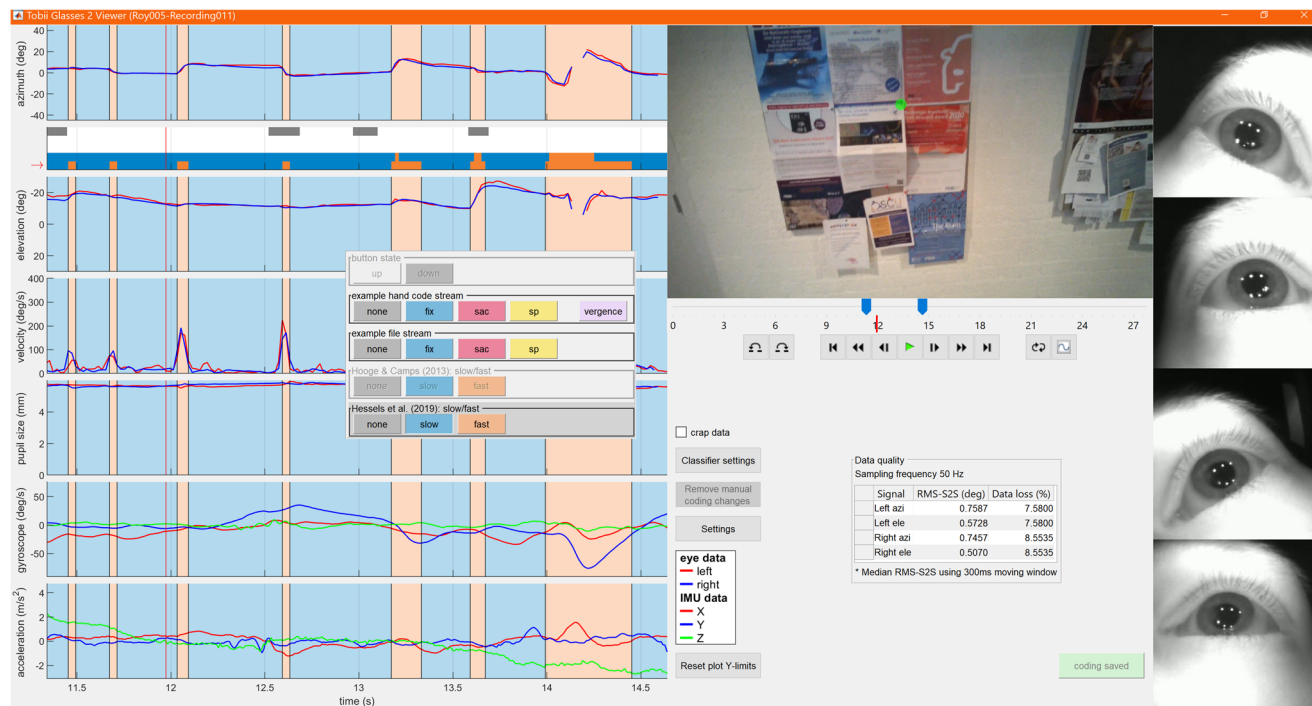 Tobii Glasses 2 Viewer (Roy005-Recording011)
azimuth (deg)
40
20
0
-20
-40
elevation (deg)
-20
0
20
velocity (deg/s)
400
300
200
100
0
pupil size (mm)
4
2
0
gyroscope (deg/s)
50
0
-50
acceleration (m/s²)
4
2
0
-2
11.5 12 12.5 13 13.5 14 14.5
time (s)
button state
up down
example hand code stream
none fix sac sp vergence
example file stream
none fix sac sp
Hooge & Camps (2013): slow/fast
none slow fast
Hessels et al. (2019): slow/fast
none slow fast
0 3 6 9 12 15 18 21 24 27
crap data
Classifier settings
Remove manual
coding changes
Settings
eye data
left
right
IMU data
X
Y
Z
Reset plot Y-limits
Data quality
Sampling frequency 50 Hz
Signal RMS-S2S (deg) Data loss (%)
Left azi 0.7587 7.5800
Left ele 0.5728 7.5800
Right azi 0.7457 8.5535
Right ele 0.5070 8.5535
* Median RMS-S2S using 300ms moving window
coding saved